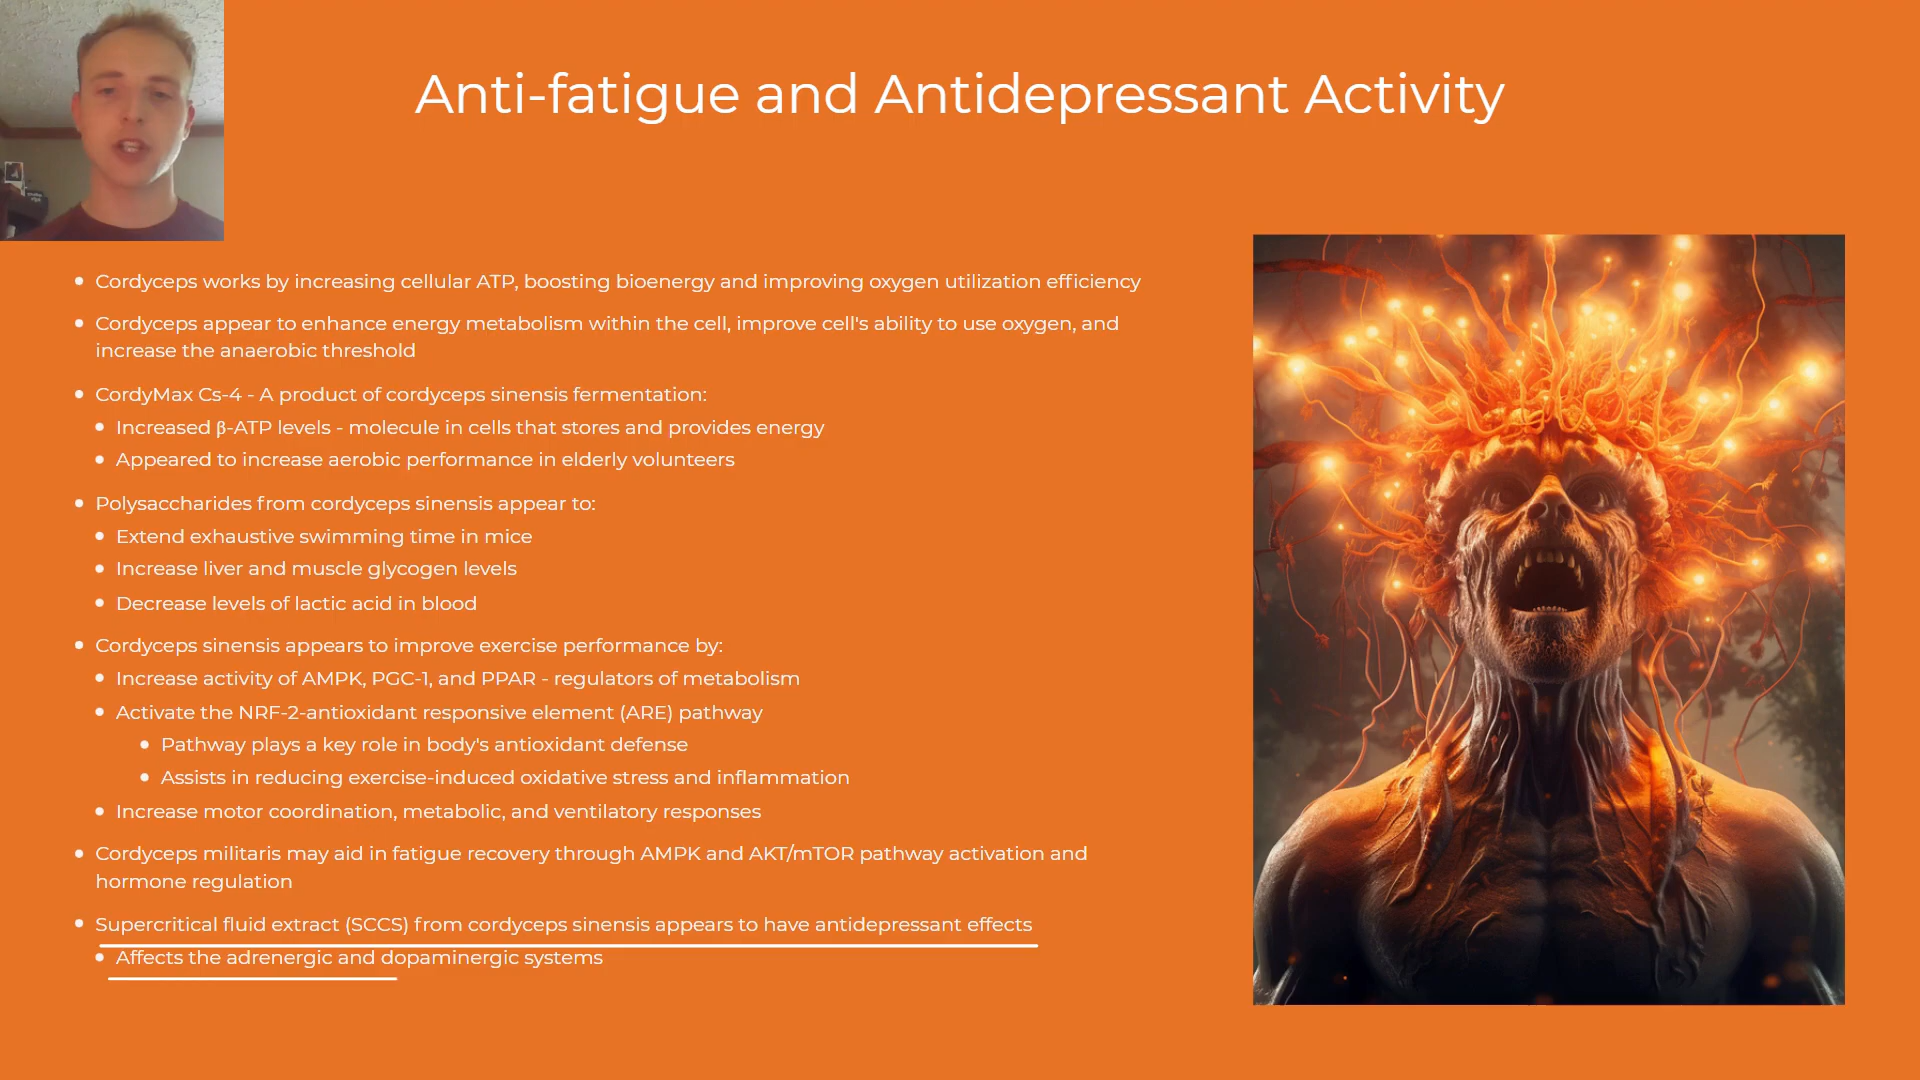 Anti-fatigue and Antidepressant Activity
Cordyceps works by increasing cellular ATP, boosting bioenergy and improving oxygen utilization efficiency
Cordyceps appear to enhance energy metabolism within the cell, improve cell's ability to use oxygen, and
increase the anaerobic threshold
CordyMax Cs-4 - A product of cordyceps sinensis fermentation:
Increased β-ATP levels - molecule in cells that stores and provides energy
Appeared to increase aerobic performance in elderly volunteers
Polysaccharides from cordyceps sinensis appear to:
Extend exhaustive swimming time in mice
Increase liver and muscle glycogen levels
Decrease levels of lactic acid in blood
Cordyceps sinensis appears to improve exercise performance by:
Increase activity of AMPK, PGC-1, and PPAR - regulators of metabolism
Activate the NRF-2-antioxidant responsive element (ARE) pathway
Pathway plays a key role in body's antioxidant defense
Assists in reducing exercise-induced oxidative stress and inflammation
Increase motor coordination, metabolic, and ventilatory responses
Cordyceps militaris may aid in fatigue recovery through AMPK and AKT/mTOR pathway activation and
hormone regulation
Supercritical fluid extract (SCCS) from cordyceps sinensis appears to have antidepressant effects
Affects the adrenergic and dopaminergic systems